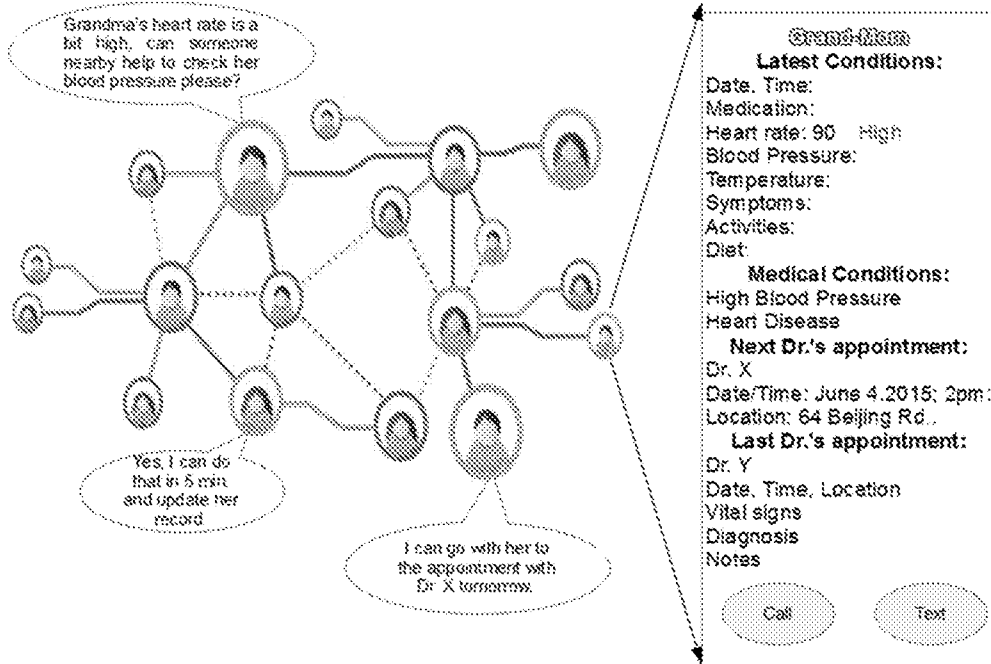 Grandma's heart rate is a
bit high, can someone
nearby help to check her
blood pressure please?
Yes, I can do
that in 5 min.
and update her
record
I can go with her to
the appointment with
Dr. X tomorrow.
Grand-Mom
Latest Conditions:
Date, Time:
Medication:
Heart rate: 90 High
Blood Pressure:
Temperature:
Symptoms:
Activities:
Diet:
Medical Conditions:
High Blood Pressure
Heart Disease
Next Dr.'s appointment:
Dr. X
Date/Time: June 4.2015; 2pm:
Location: 64 Beijing Rd..
Last Dr.'s appointment:
Dr. Y
Date, Time, Location
Vital signs
Diagnosis
Notes
Call
Text